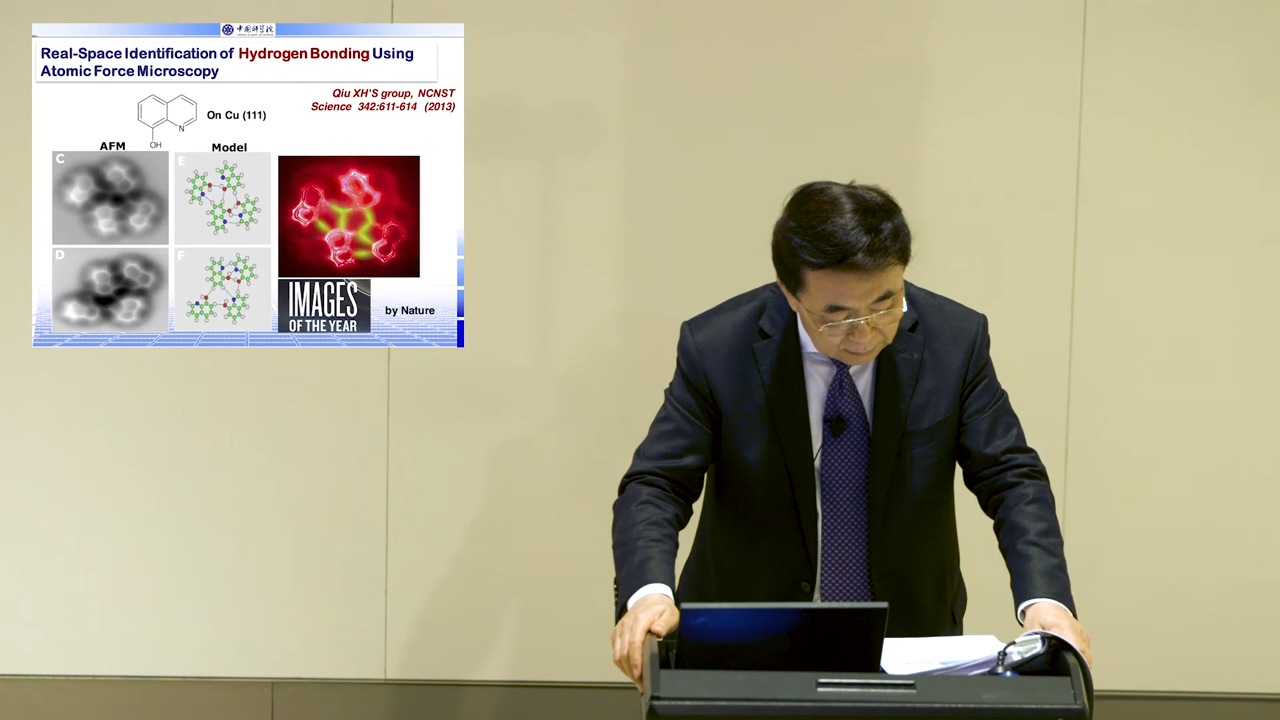 中国科学院
Real-Space Identification of Hydrogen Bonding Using
Atomic Force Microscopy
Qiu XH'S group, NCNST
Science 342:611-614 (2013)
On Cu (111)
N
OH
AFM
Model
C
E
D
F
IMAGES
OF THE YEAR
by Nature